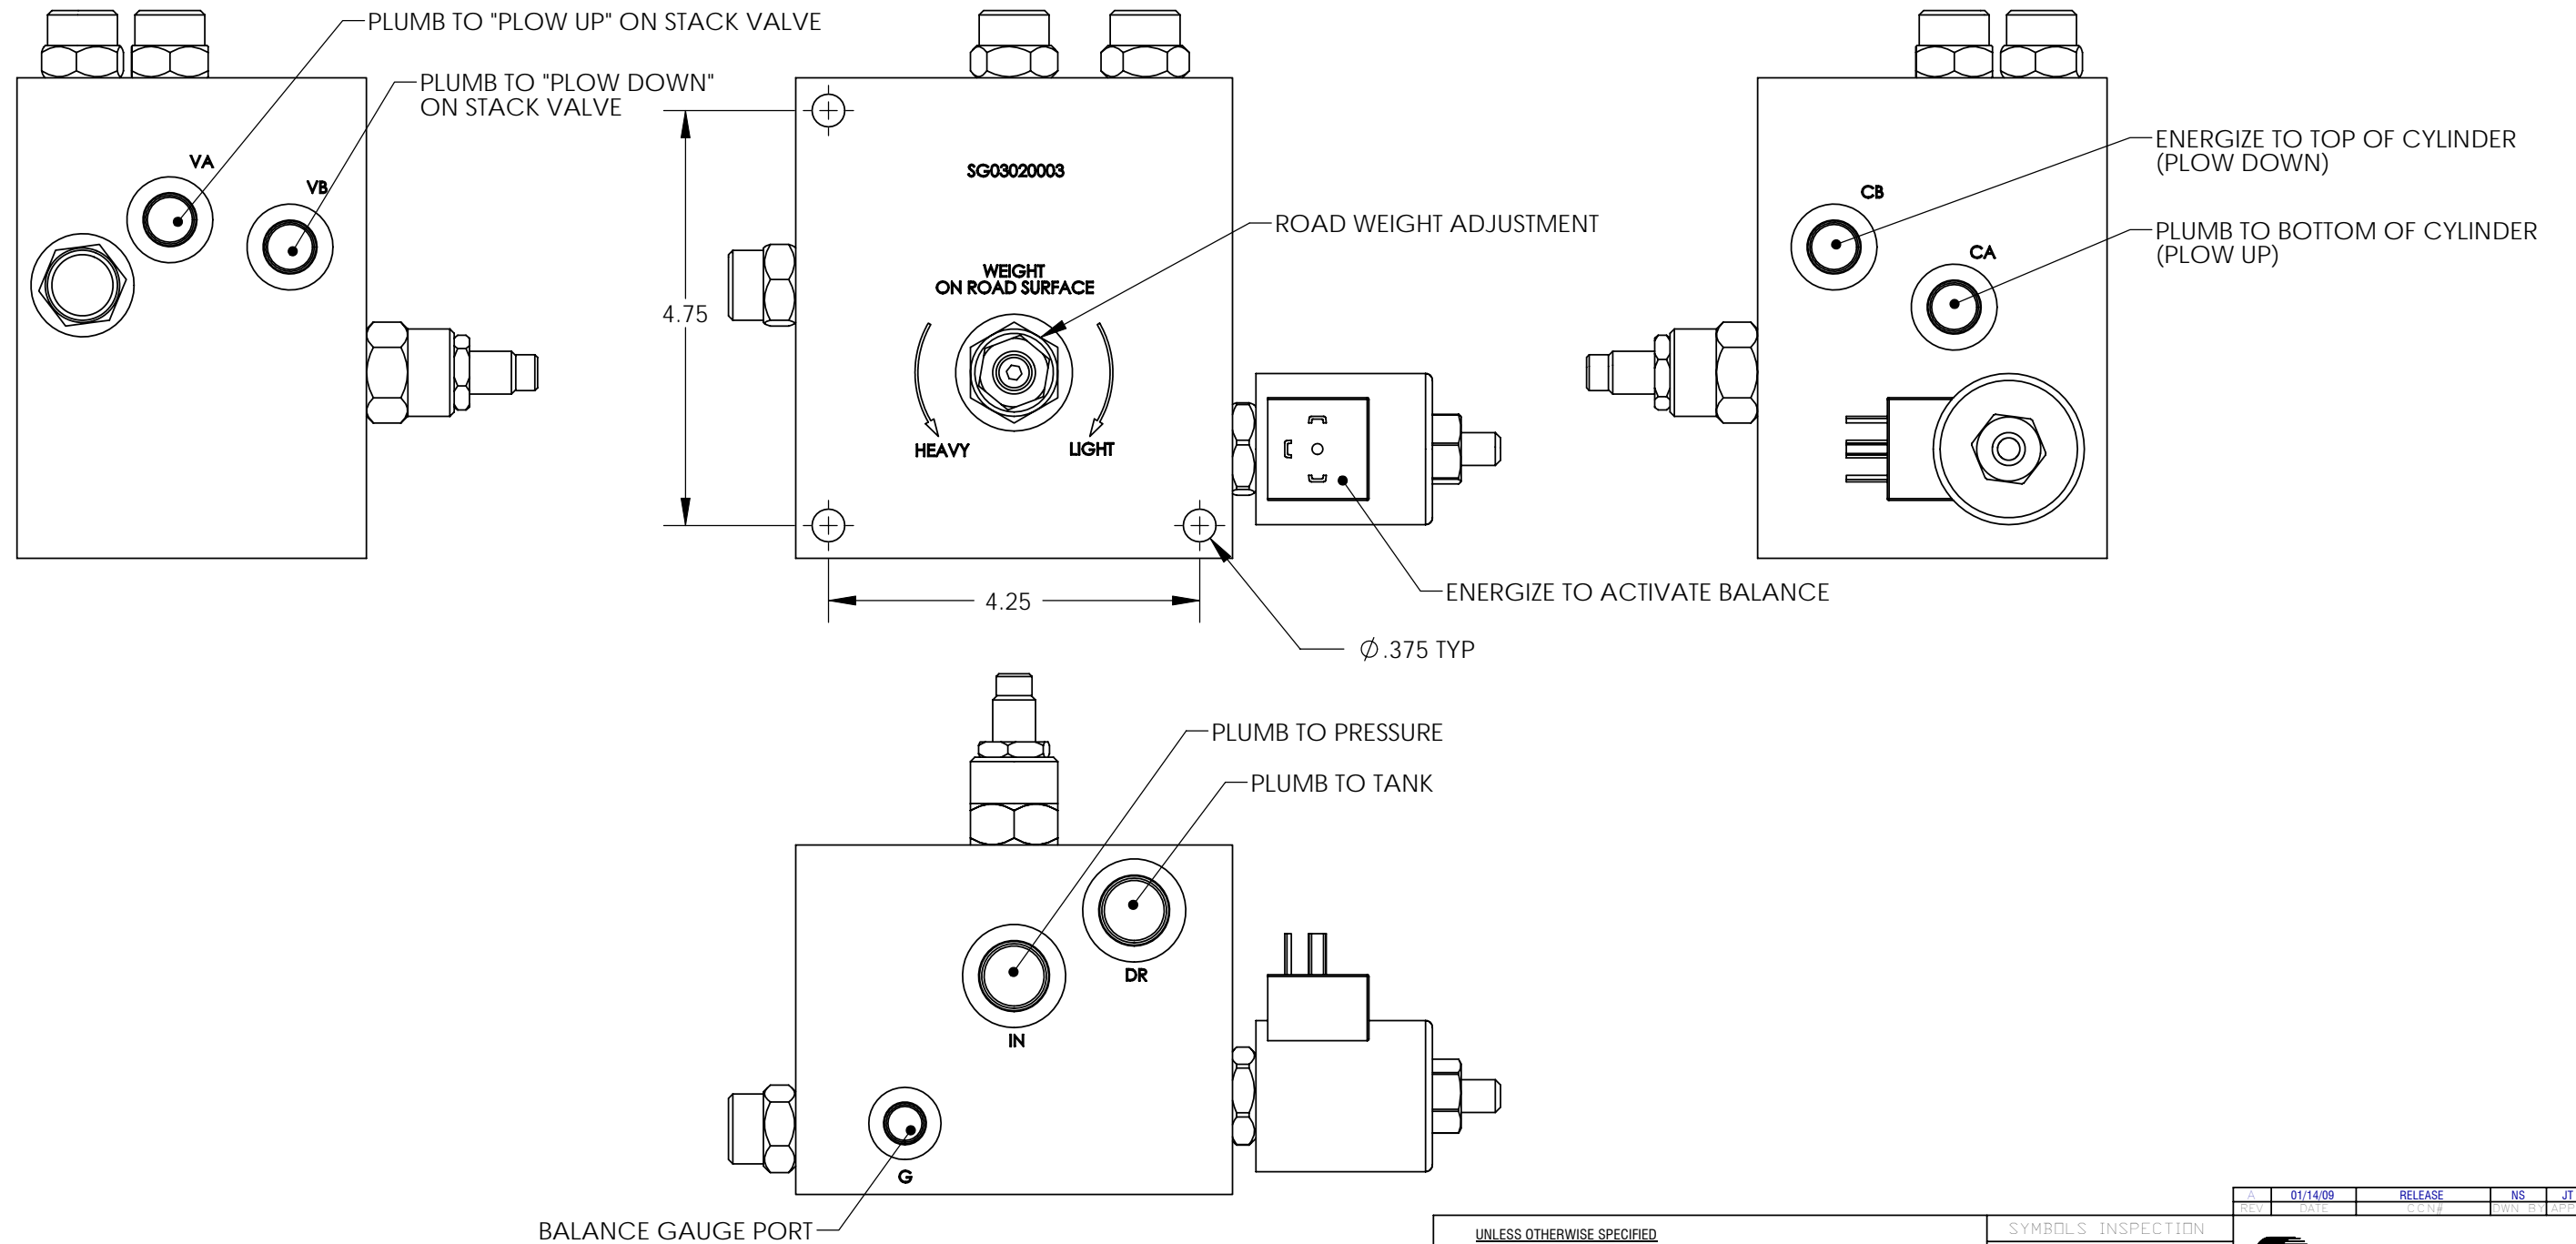 PLUMB TO "PLOW UP" ON STACK VALVE
PLUMB TO "PLOW DOWN"
ON STACK VALVE
VA
VB
4.75
SG03020003
ROAD WEIGHT ADJUSTMENT
WEIGHT
ON ROAD SURFACE
HEAVY
LIGHT
ENERGIZE TO ACTIVATE BALANCE
4.25
Ø.375 TYP
ENERGIZE TO TOP OF CYLINDER
(PLOW DOWN)
CB
PLUMB TO BOTTOM OF CYLINDER
(PLOW UP)
CA
PLUMB TO PRESSURE
PLUMB TO TANK
DR
IN
G
BALANCE GAUGE PORT
A 01/14/09 RELEASE NS JT
REV DATE CCN# DWN BY APP
UNLESS OTHERWISE SPECIFIED
SYMBOLS INSPECTION